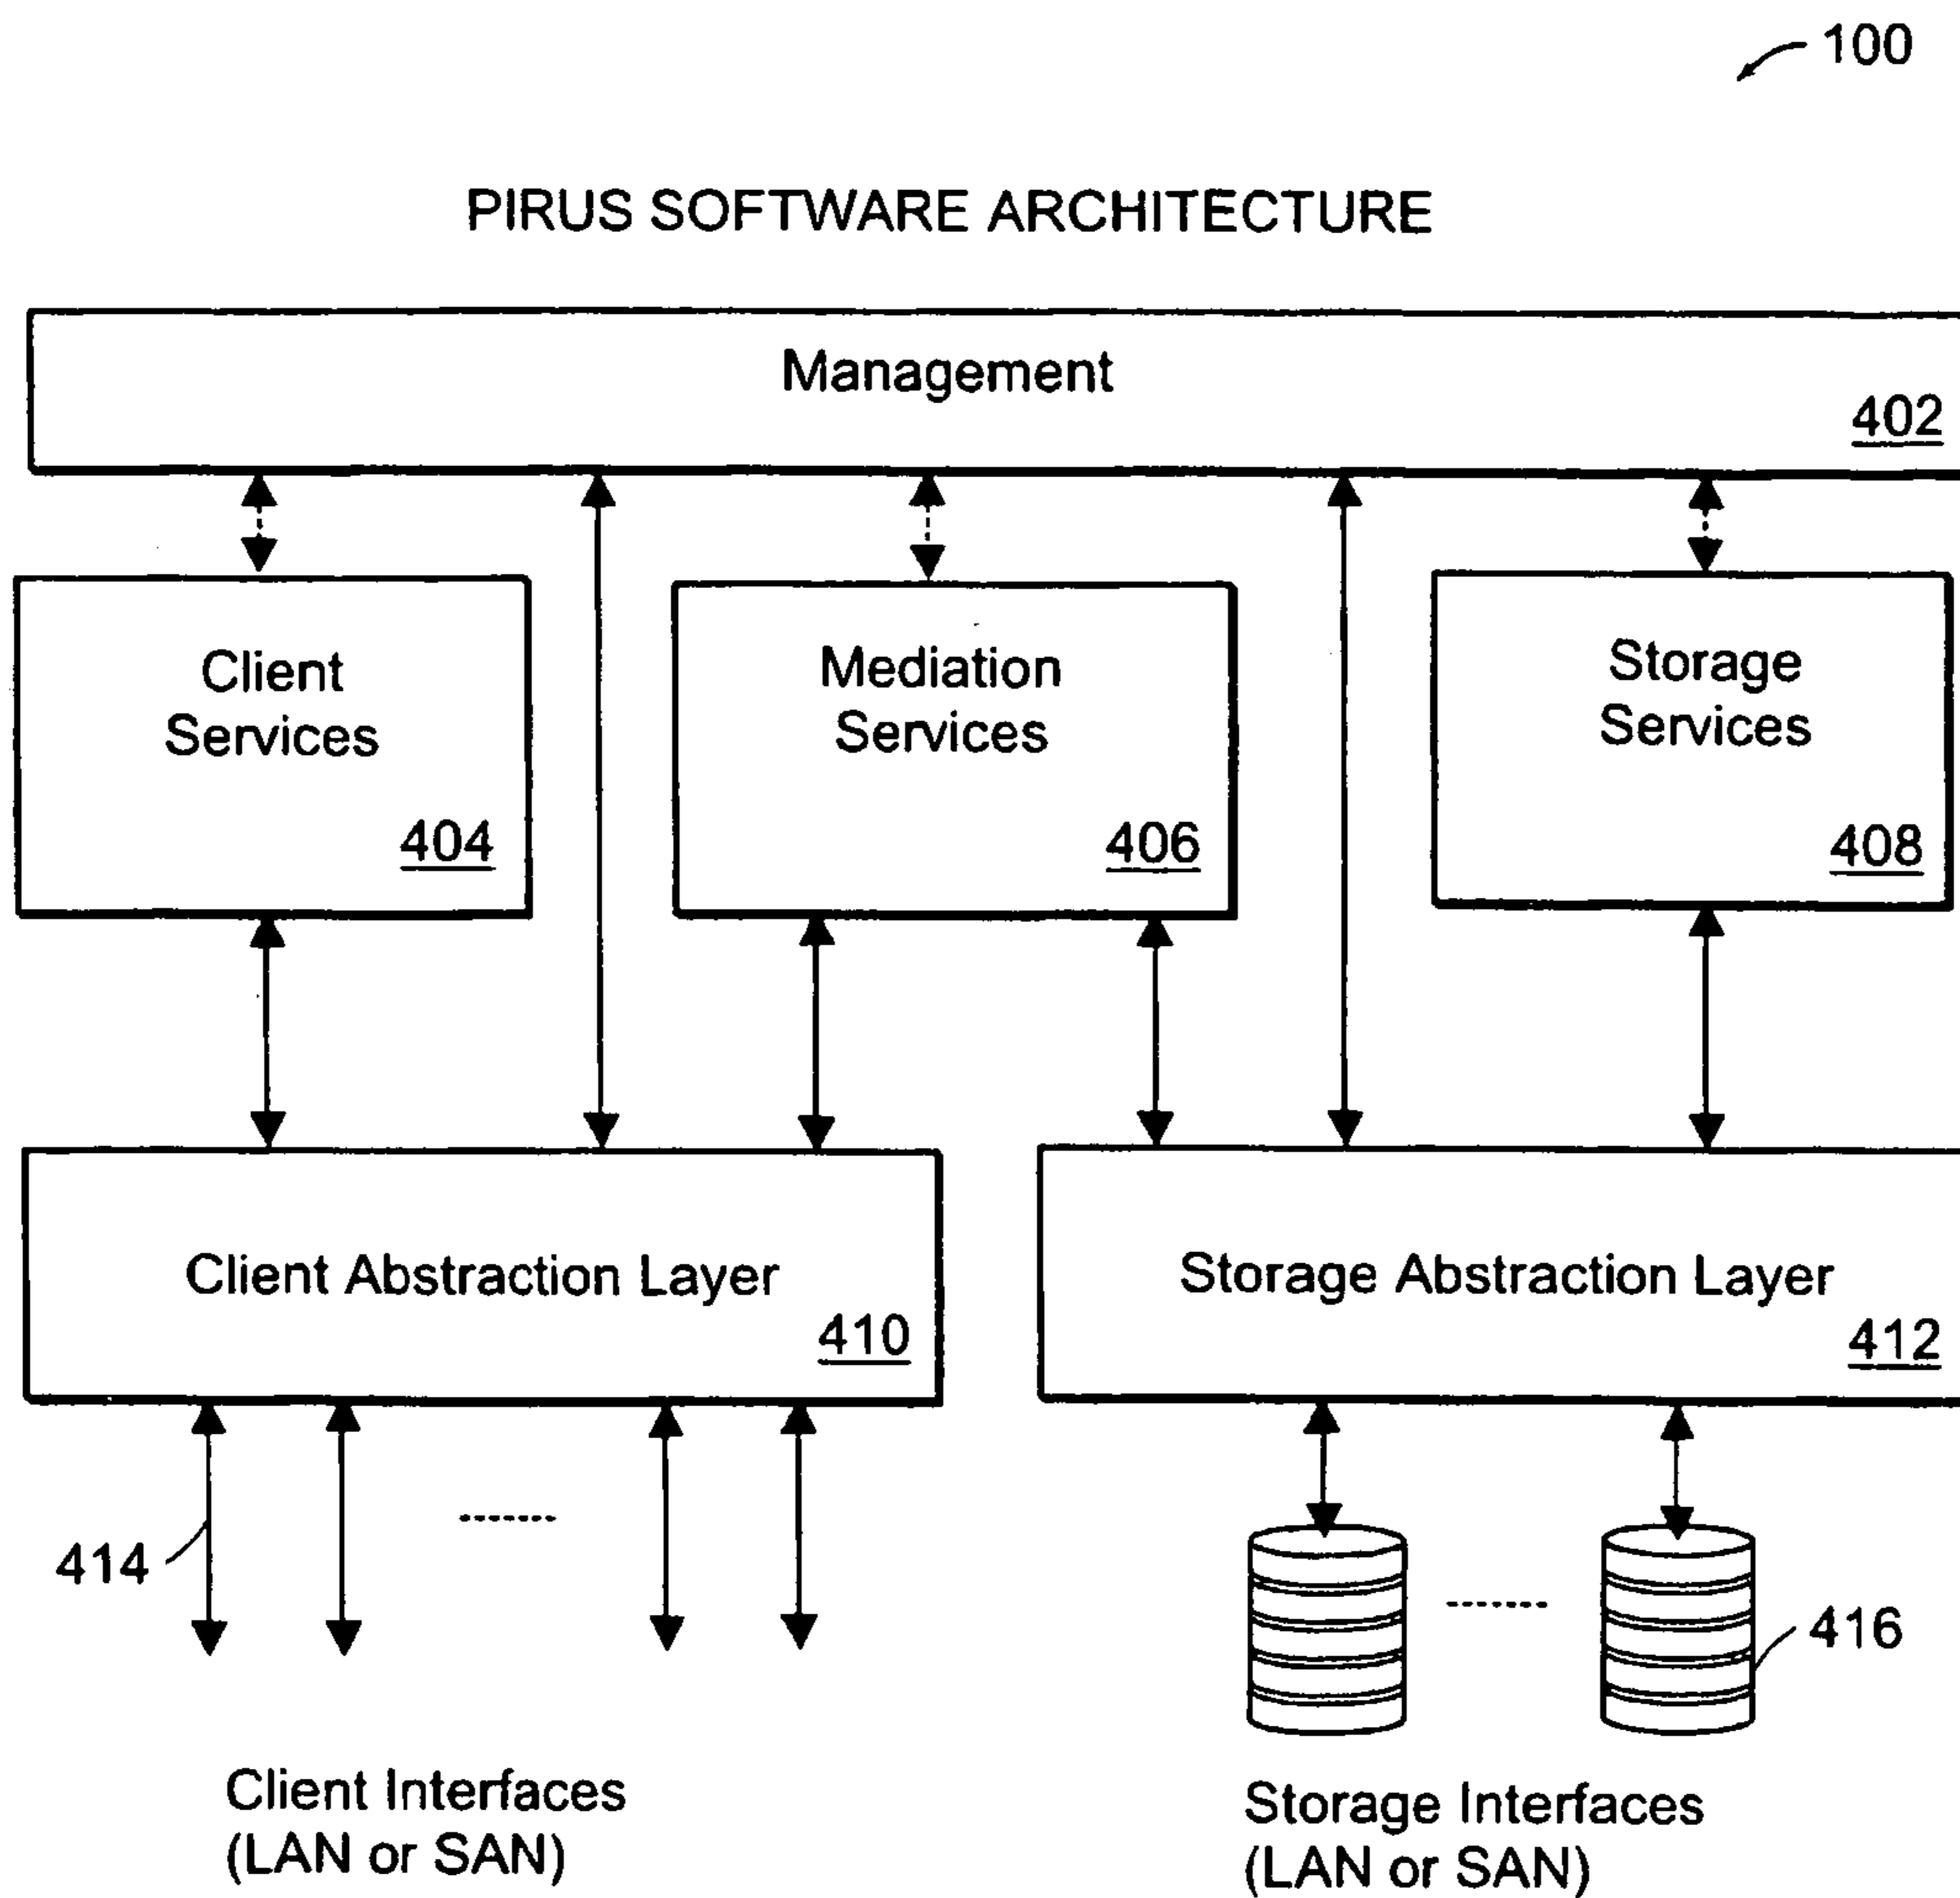 100
PIRUS SOFTWARE ARCHITECTURE
Management
402
Client
Services
404
Mediation
Services
406
Storage
Services
408
Client Abstraction Layer
410
Storage Abstraction Layer
412
414
416
Client Interfaces
(LAN or SAN)
Storage Interfaces
(LAN or SAN)